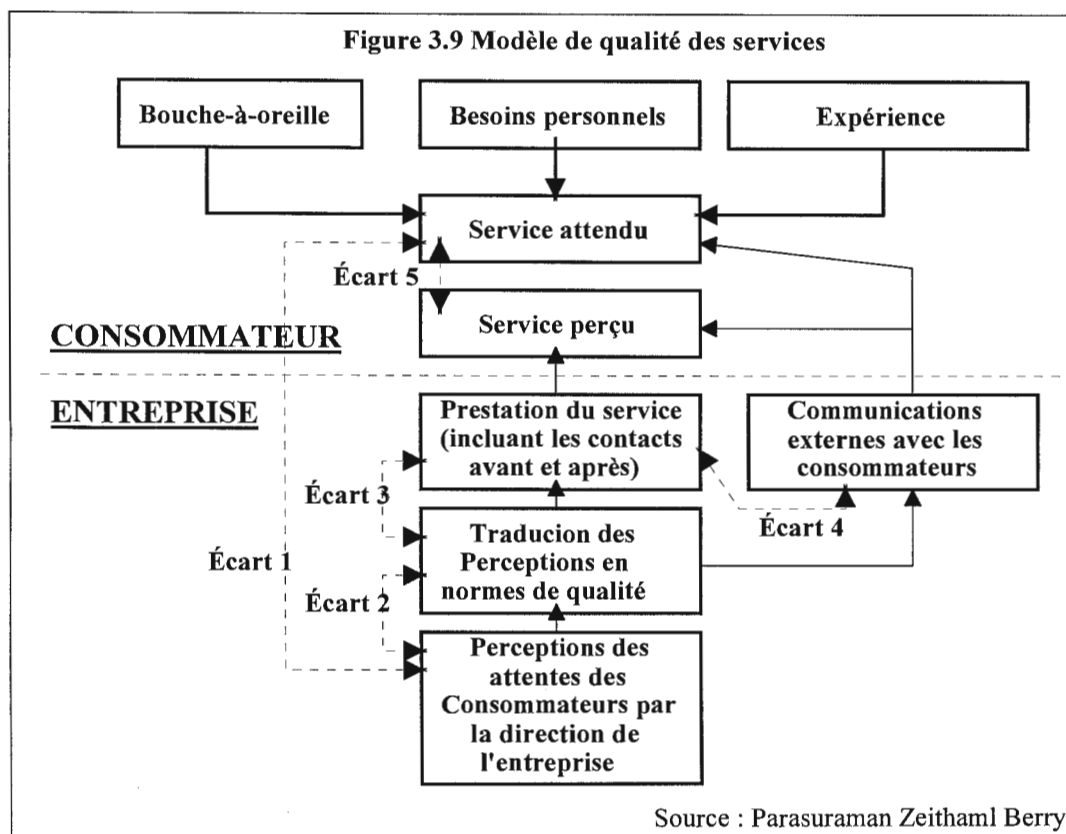 Figure 3.9 Modèle de qualité des services
Bouche-à-oreille
Besoins personnels
Expérience
Service attendu
Écart 5
Service perçu
CONSOMMATEUR
ENTREPRISE
Prestation du service
(incluant les contacts
avant et après)
Communications
externes avec les
consommateurs
Écart 3
Écart 4
Traducion des
Perceptions en
normes de qualité
Écart 1
Écart 2
Perceptions des
attentes des
Consommateurs par
la direction de
l'entreprise
Source : Parasuraman Zeithaml Berry